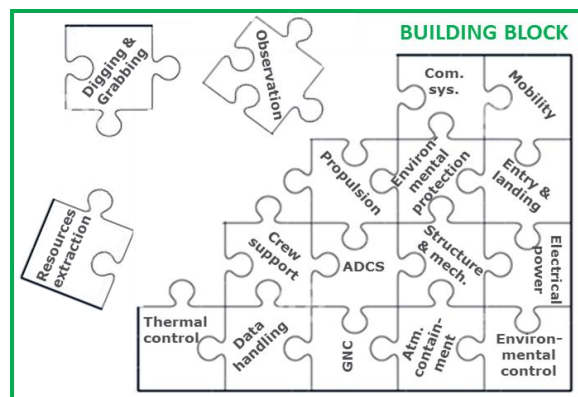 BUILDING BLOCK
Digging &
Grabbing
Observation
Com.
sys.
Mobility
Propulsion
Environ-
mental
protection
Entry &
landing
Resources
extraction
Crew
support
ADCS
Structure
& mech.
Electrical
power
Thermal
control
Data
handling
GNC
Atm.
contain-
ment
Environ-
mental
control